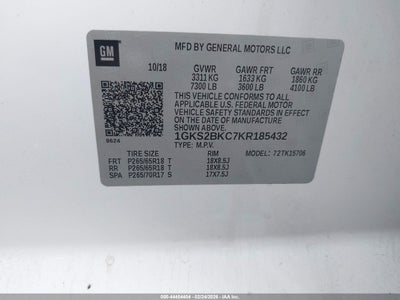 GM
MFD BY GENERAL MOTORS LLC
10/18 GVWR GAWR FRT GAWR RR
3311 KG 1633 KG 1860 KG
7300 LB 3600 LB 4100 LB
THIS VEHICLE CONFORMS TO ALL
APPLICABLE U.S. FEDERAL MOTOR
VEHICLE SAFETY STANDARDS IN
EFFECT ON THE DATE OF
MANUFACTURE SHOWN ABOVE.
1GKS2BKC7KR185432
8624 TYPE: M.P.V. MODEL: 72TK15706
TIRE SIZE RIM
FRT P265/65R18 T 18X8.5J
RR P265/65R18 T 18X8.5J
SPA P265/70R17 S 17X7.5J